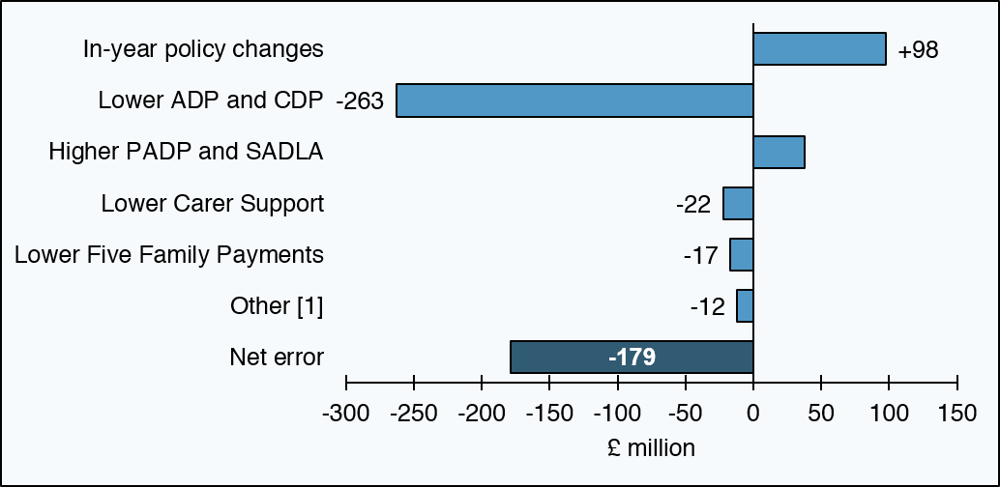 In-year policy changes +98
Lower ADP and CDP -263
Higher PADP and SADLA
Lower Carer Support -22
Lower Five Family Payments -17
Other [1] -12
Net error -179
-300 -250 -200 -150 -100 -50 0 50 100 150
£ million